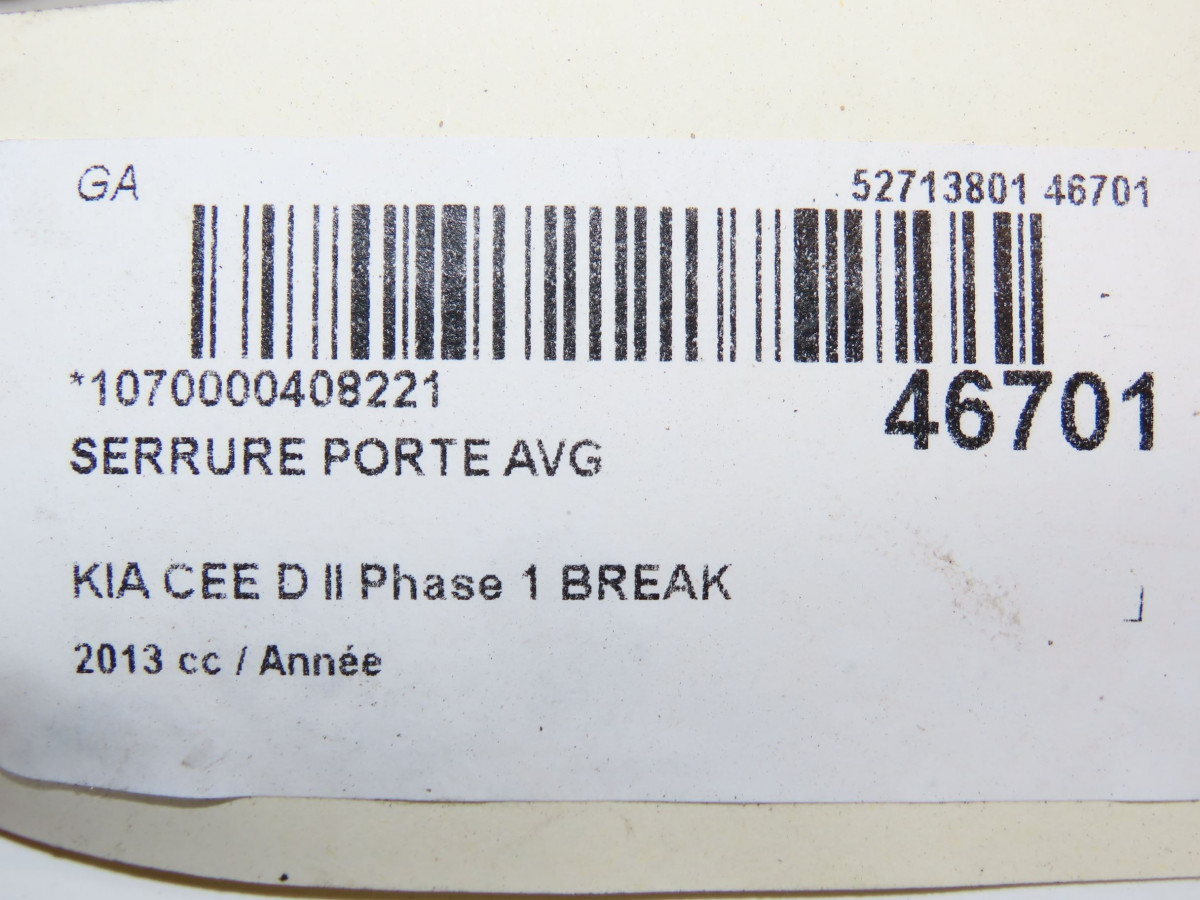 GA
52713801 46701
*1070000408221
46701
SERRURE PORTE AVG
KIA CEE D II Phase 1 BREAK
2013 cc / Année